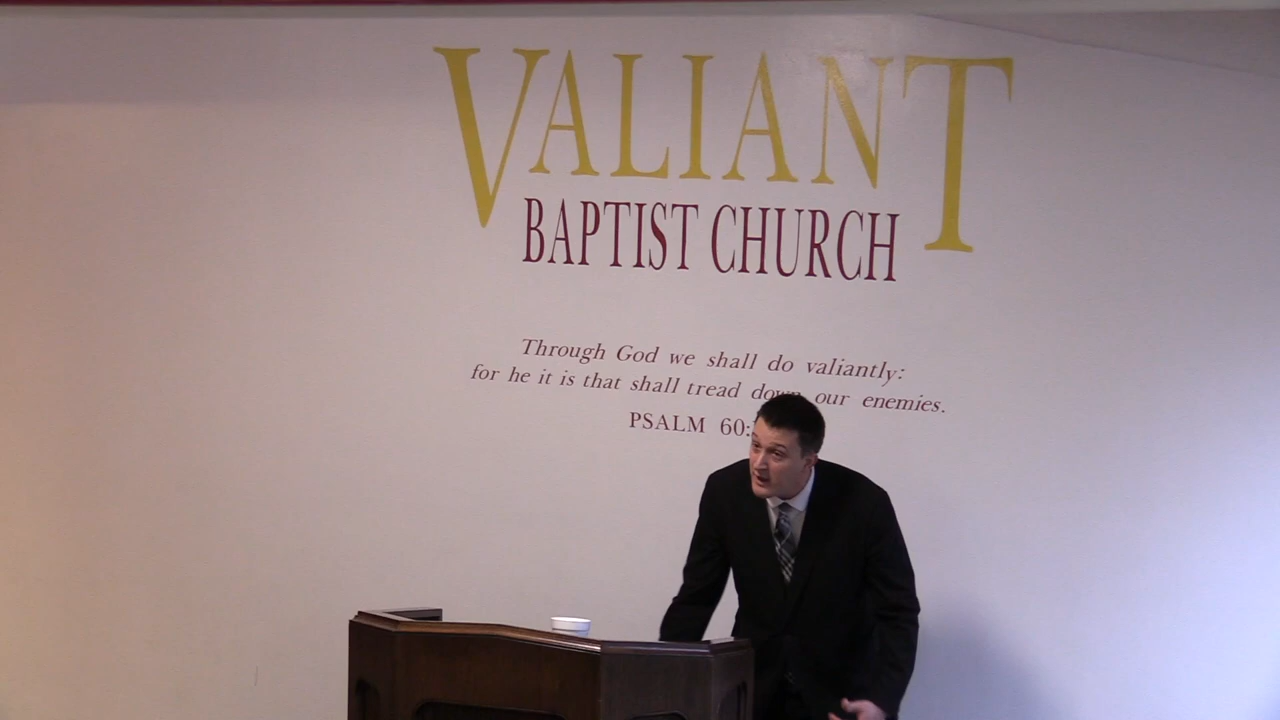 VALIANT
BAPTIST CHURCH
Through God we shall do valiantly:
for he it is that shall tread down our enemies.
PSALM 60: